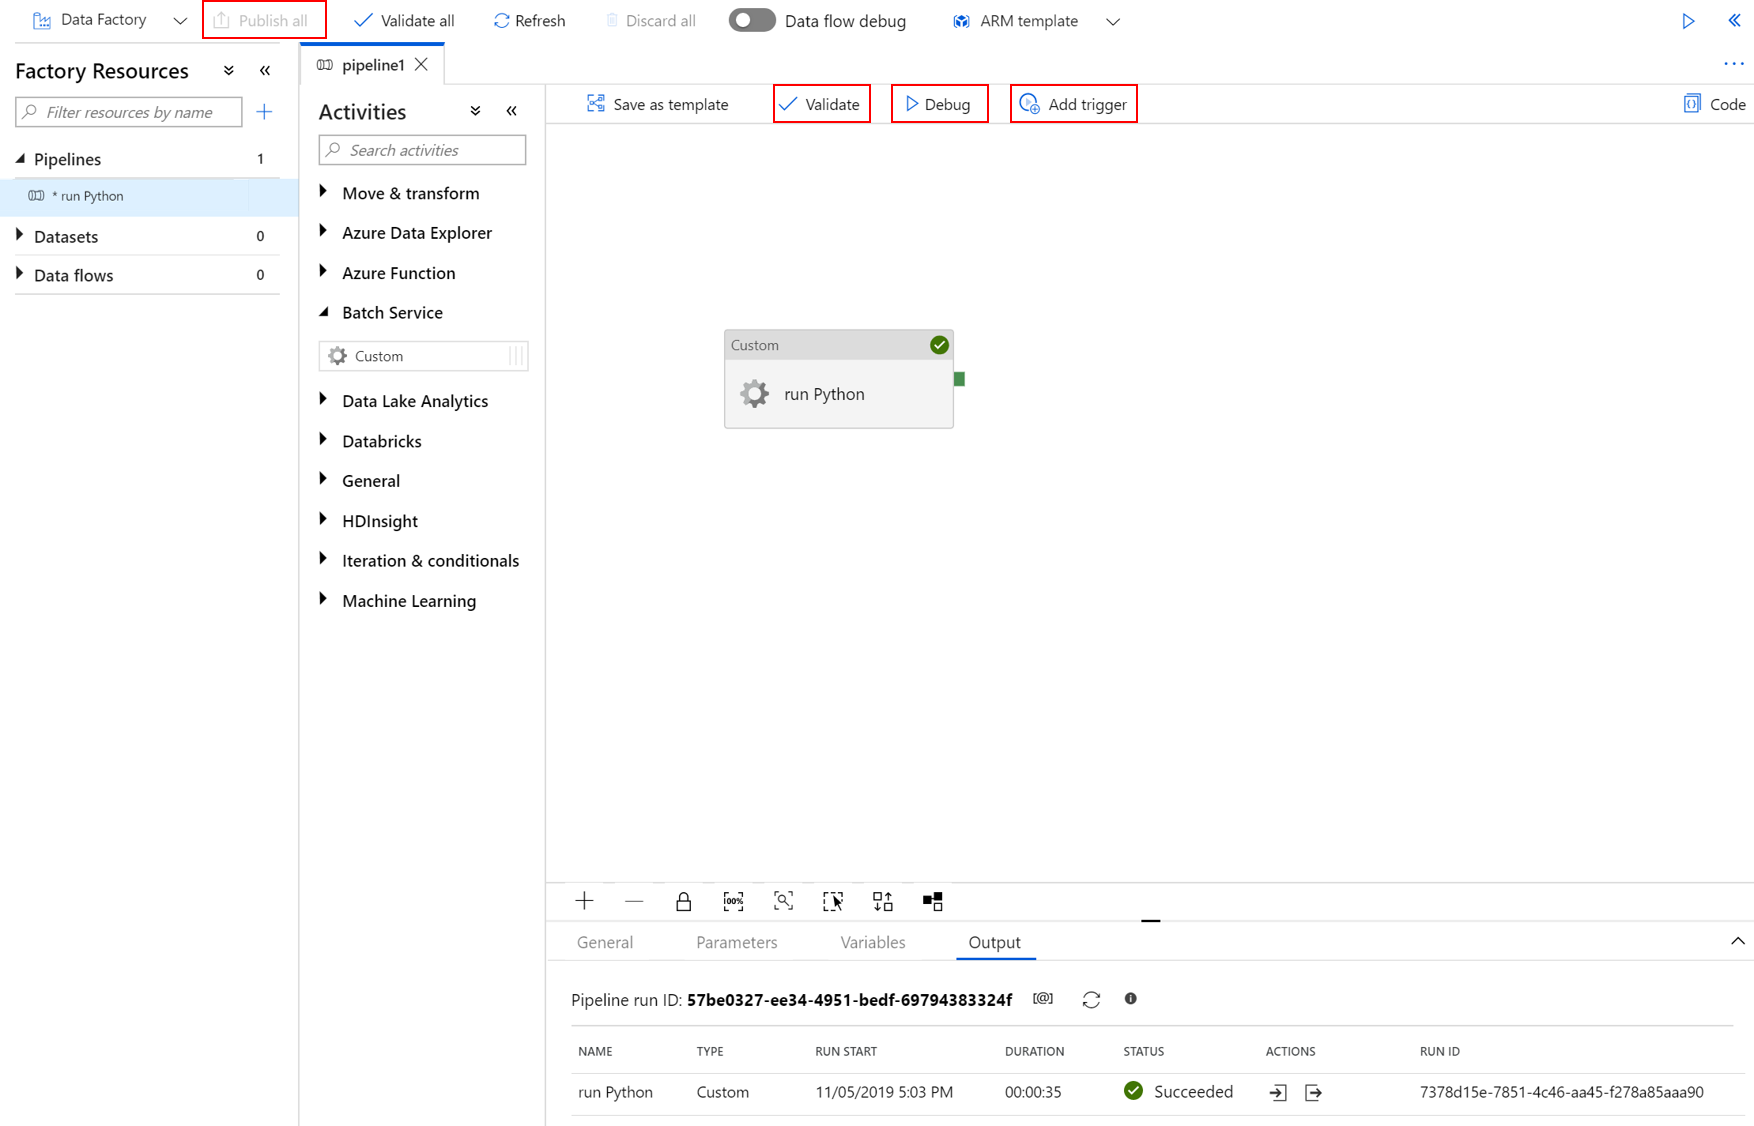 Data Factory
Publish all
Validate all
Refresh
Discard all
Data flow debug
ARM template
Factory Resources
Filter resources by name
Pipelines 1
* run Python
Datasets 0
Data flows 0
pipeline1
Activities
Search activities
Move & transform
Azure Data Explorer
Azure Function
Batch Service
Custom
Data Lake Analytics
Databricks
General
HDInsight
Iteration & conditionals
Machine Learning
Save as template
Validate
Debug
Add trigger
Code
Custom
run Python
100%
General Parameters Variables Output
Pipeline run ID: 57be0327-ee34-4951-bedf-69794383324f [@]
NAME TYPE RUN START DURATION STATUS ACTIONS RUN ID
run Python Custom 11/05/2019 5:03 PM 00:00:35 Succeeded 7378d15e-7851-4c46-aa45-f278a85aaa90